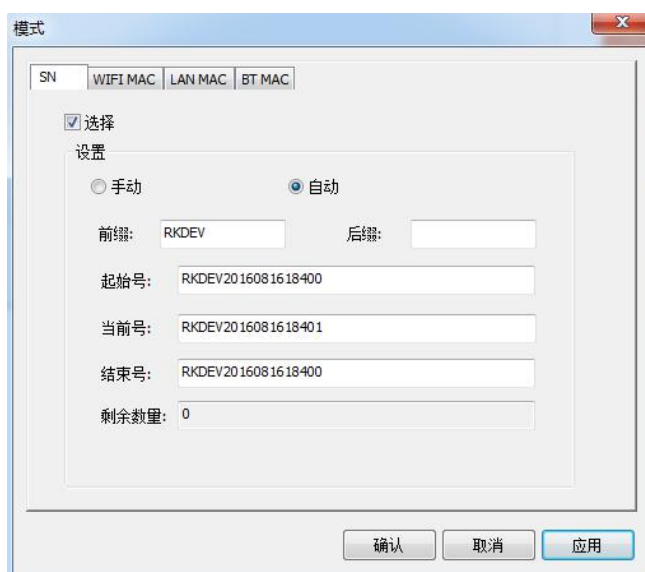 模式
SN WIFI MAC LAN MAC BT MAC
选择
设置
手动 自动
前缀: RKDEV 后缀:
起始号: RKDEV2016081618400
当前号: RKDEV2016081618401
结束号: RKDEV2016081618400
剩余数量: 0
确认 取消 应用